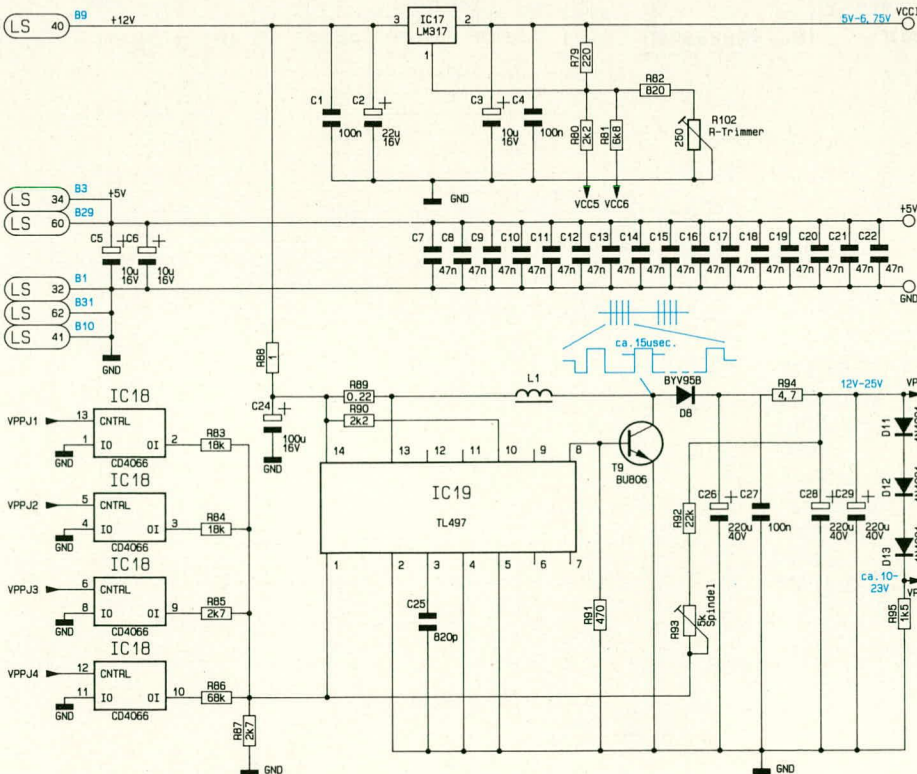 LS 40 B9 +12V
3 IC17 LM317 2
1
5V-6,75V VCC1
R79 220
R82 820
C1 100n
C2 + 22u 16V
C3 + 10u 16V
C4 100n
R80 2k2
R81 6k8
R102 R-Trimmer 250
GND
VCC5 VCC6
LS 34 B3 +5V
LS 60 B29
+5V
C5 + 10u 16V
C6 + 10u 16V
C7 C8 C9 C10 C11 C12 C13 C14 C15 C16 C17 C18 C19 C20 C21 C22
47n 47n 47n 47n 47n 47n 47n 47n 47n 47n 47n 47n 47n 47n 47n 47n
LS 32 B1
GND
LS 62 B31
LS 41 B10
ca.15usec.
R88 1
R89 0.22
R90 2k2
L1
BYV95B D8
R94 4,7
12V-25V
C24 + 100u 16V
GND
IC18
VPPJ1 13 CNTRL
GND 1 IO OI 2
CD4066
R83 18k
IC18
VPPJ2 5 CNTRL
GND 4 IO OI 3
CD4066
R84 18k
IC18
VPPJ3 6 CNTRL
GND 8 IO OI 9
CD4066
R85 2k7
IC18
VPPJ4 12 CNTRL
GND 11 IO OI 10
CD4066
R86 68k
R87 2k7
GND
14 13 12 11 10 9 8
IC19
TL497
1 2 3 4 5 6 7
C25 820p
T9 BU806
R91 470
R92 22k
R93 5k Spindel
C26 + 220u 40V
C27 100n
C28 + 220u 40V
C29 + 220u 40V
D11
D12
D13
ca.10-23V
R95 1k5
GND